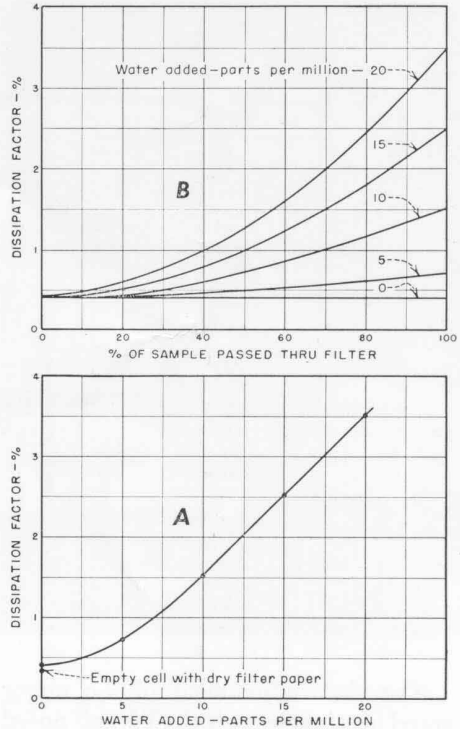 4
3
2
1
0
DISSIPATION FACTOR - %
Water added-parts per million — 20
15
10
5
0
B
0 20 40 60 80 100
% OF SAMPLE PASSED THRU FILTER
4
3
2
1
0
DISSIPATION FACTOR - %
A
Empty cell with dry filter paper
0 5 10 15 20
WATER ADDED-PARTS PER MILLION